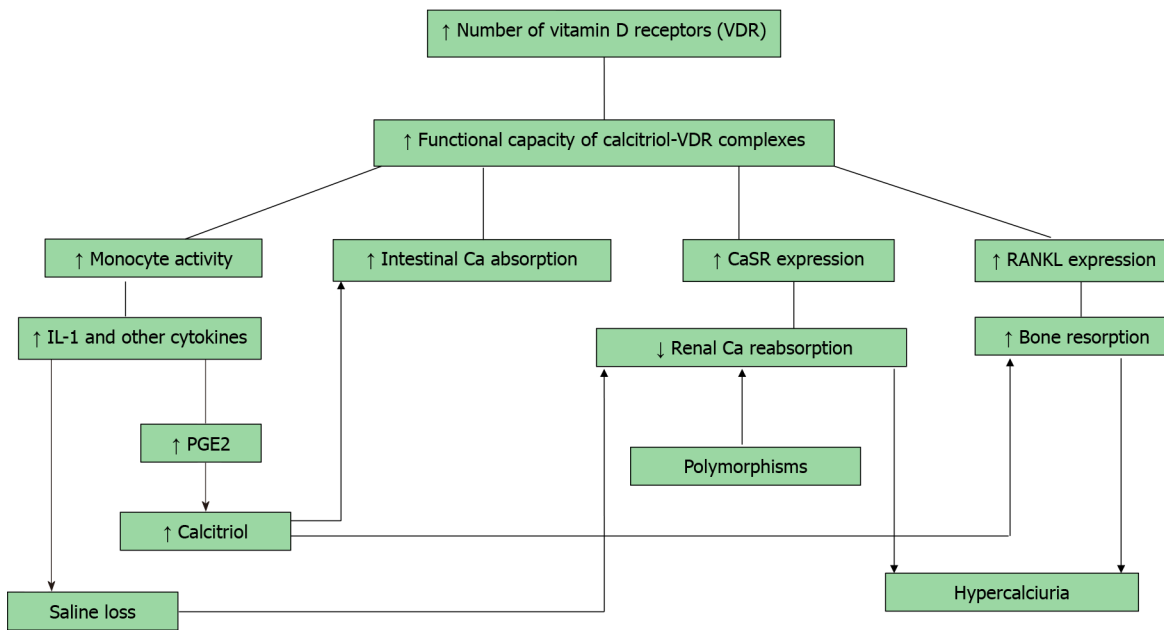 ↑ Number of vitamin D receptors (VDR)
↑ Functional capacity of calcitriol-VDR complexes
↑ Monocyte activity
↑ Intestinal Ca absorption
↑ CaSR expression
↑ RANKL expression
↑ IL-1 and other cytokines
↓ Renal Ca reabsorption
↑ Bone resorption
↑ PGE2
Polymorphisms
↑ Calcitriol
Saline loss
Hypercalciuria